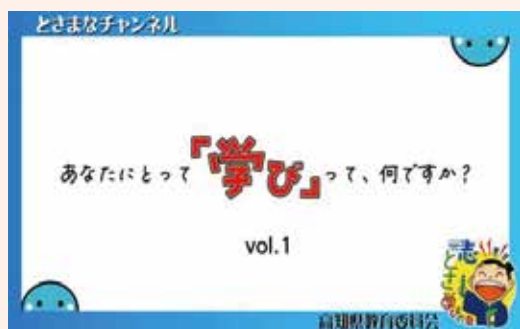 とさまなチャンネル
あなたにとって『学び』って、何ですか?
vol.1
志
高知県教育委員会